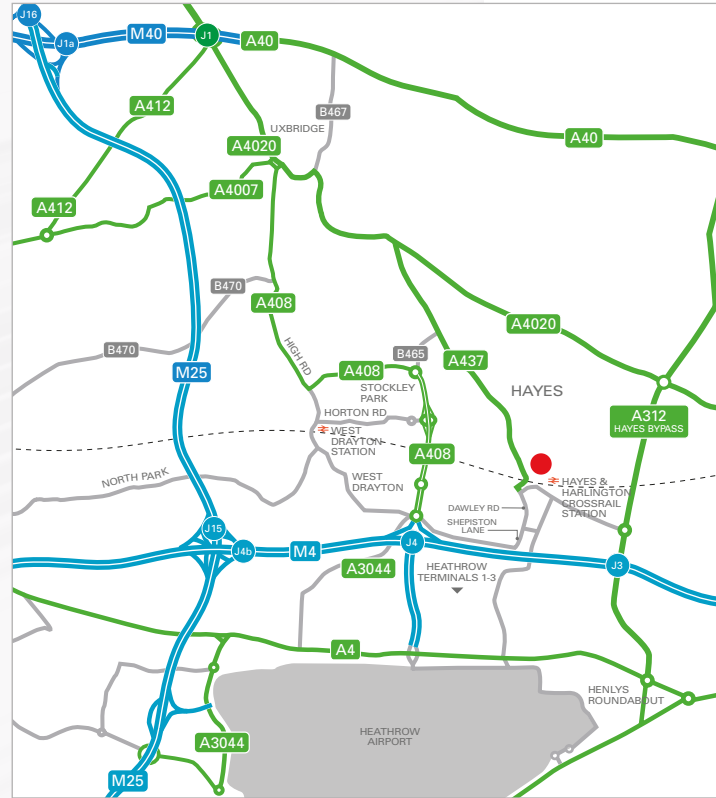 J16
J1a
M40
J1
A40
A412
B467
UXBRIDGE
A40
A4020
A4007
A412
B470
A408
A4020
B470
HIGH RD
B465
A437
M25
A408
STOCKLEY
PARK
HAYES
A312
HAYES BYPASS
HORTON RD
WEST
DRAYTON
STATION
A408
NORTH PARK
WEST
DRAYTON
HAYES &
HARLINGTON
CROSSRAIL
STATION
DAWLEY RD
SHEPISTON
LANE
J15
J4b
M4
J4
A3044
HEATHROW
TERMINALS 1-3
J3
A4
HENLYS
ROUNDABOUT
HEATHROW
AIRPORT
A3044
M25